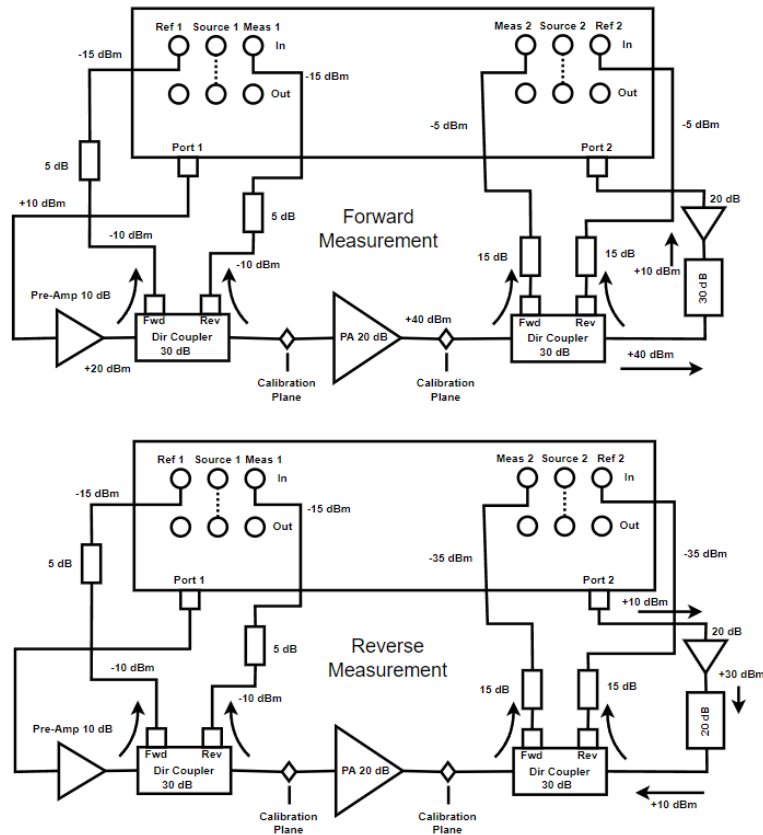 Ref 1 Source 1 Meas 1
In
Out
Meas 2 Source 2 Ref 2
In
Out
-15 dBm
-15 dBm
-5 dBm
-5 dBm
Port 1
Port 2
5 dB
+10 dBm
5 dB
Forward
Measurement
20 dB
-10 dBm
-10 dBm
15 dB
15 dB
+10 dBm
30 dB
Pre-Amp 10 dB
Fwd
Rev
Dir Coupler
30 dB
+20 dBm
PA 20 dB
+40 dBm
Fwd
Rev
Dir Coupler
30 dB
+40 dBm
Calibration
Plane
Calibration
Plane
Ref 1 Source 1 Meas 1
In
Out
Meas 2 Source 2 Ref 2
In
Out
-15 dBm
-15 dBm
-35 dBm
-35 dBm
Port 1
Port 2
+10 dBm
5 dB
5 dB
Reverse
Measurement
20 dB
+30 dBm
-10 dBm
-10 dBm
15 dB
15 dB
20 dB
Pre-Amp 10 dB
Fwd
Rev
Dir Coupler
30 dB
PA 20 dB
Fwd
Rev
Dir Coupler
30 dB
+10 dBm
Calibration
Plane
Calibration
Plane